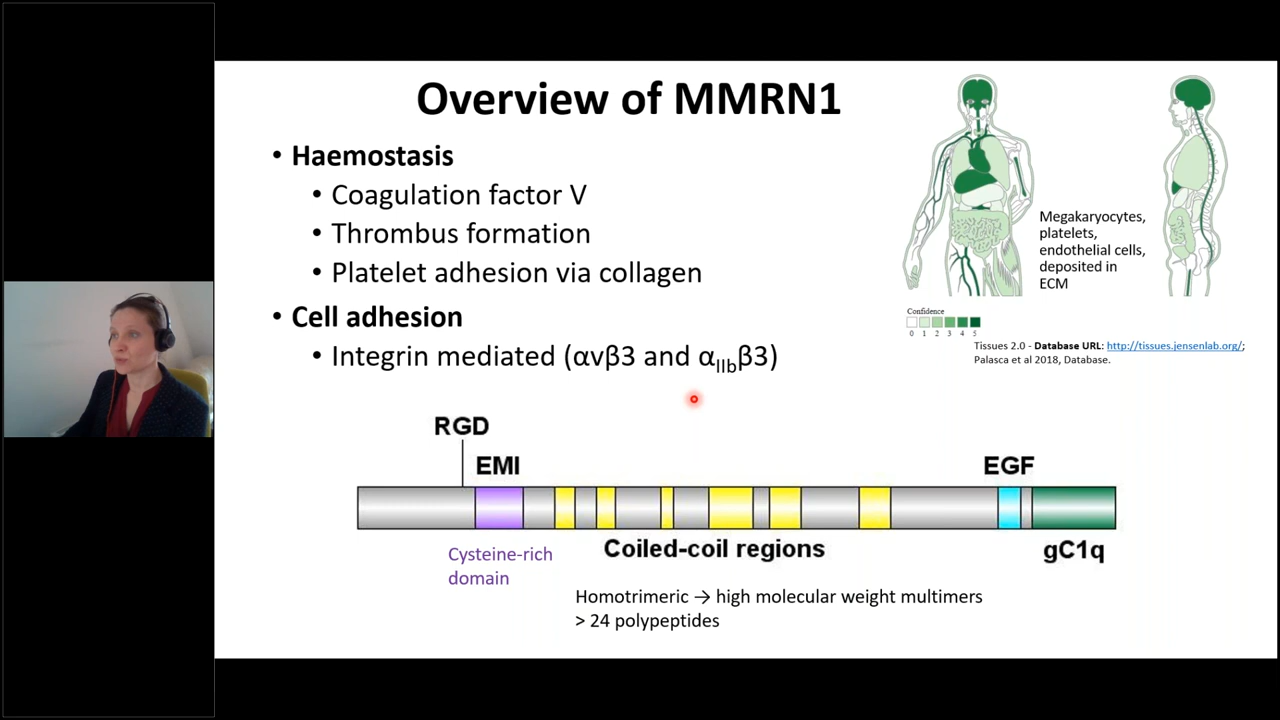 Overview of MMRN1
• Haemostasis
• Coagulation factor V
• Thrombus formation
• Platelet adhesion via collagen
• Cell adhesion
• Integrin mediated (αvβ3 and αIIbβ3)
Megakaryocytes,
platelets,
endothelial cells,
deposited in
ECM
Confidence
0 1 2 3 4 5
Tissues 2.0 - Database URL: http://tissues.jensenlab.org/;
Palasca et al 2018, Database.
RGD
EMI
EGF
Cysteine-rich
domain
Coiled-coil regions
gC1q
Homotrimeric → high molecular weight multimers
> 24 polypeptides